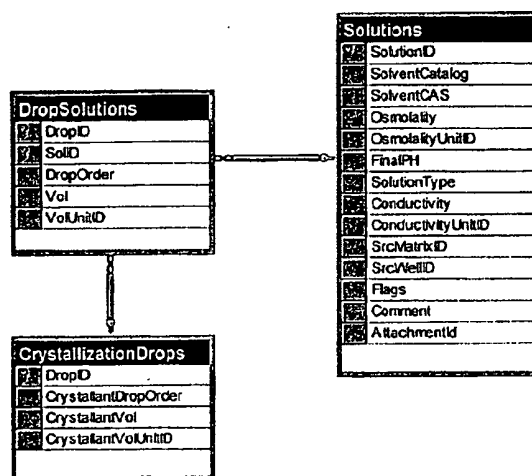 DropSolutions
DropID
SolID
DropOrder
Vol
VolUnitID
CrystallizationDrops
DropID
CrystallantDropOrder
CrystallantVol
CrystallantVolUnitID
Solutions
SolutionID
SolventCatalog
SolventCAS
Osmolality
OsmolalityUnitID
FinalPH
SolutionType
Conductivity
ConductivityUnitID
SrcMatrixID
SrcWellID
Flags
Comment
AttachmentId